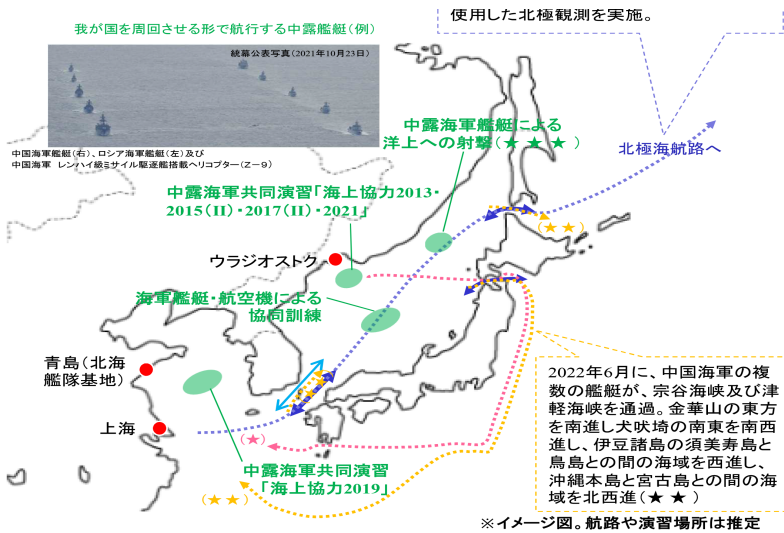 使用した北極観測を実施。
我が国を周回させる形で航行する中露艦艇(例)
統幕公表写真(2021年10月23日)
中国海軍艦艇(右)、ロシア海軍艦艇(左)及び
中国海軍 レンハイ級ミサイル駆逐艦搭載ヘリコプター(Z-9)
中露海軍艦艇による
洋上への射撃(★★★)
北極海航路へ
中露海軍共同演習「海上協力2013・
2015(II)・2017(II)・2021」
(★★)
ウラジオストク
海軍艦艇・航空機による
協同訓練
青島(北海
艦隊基地)
上海
(★)
中露海軍共同演習
「海上協力2019」
(★★)
2022年6月に、中国海軍の複
数の艦艇が、宗谷海峡及び津
軽海峡を通過。金華山の東方
を南進し犬吠埼の南東を南西
進し、伊豆諸島の須美寿島と
鳥島との間の海域を西進し、
沖縄本島と宮古島との間の海
域を北西進(★★)
※イメージ図。航路や演習場所は推定